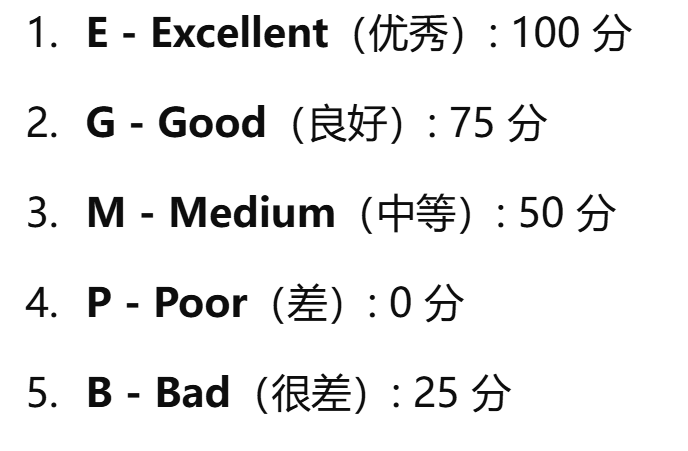 1. E - Excellent（优秀）: 100 分
2. G - Good（良好）: 75 分
3. M - Medium（中等）: 50 分
4. P - Poor（差）: 0 分
5. B - Bad（很差）: 25 分